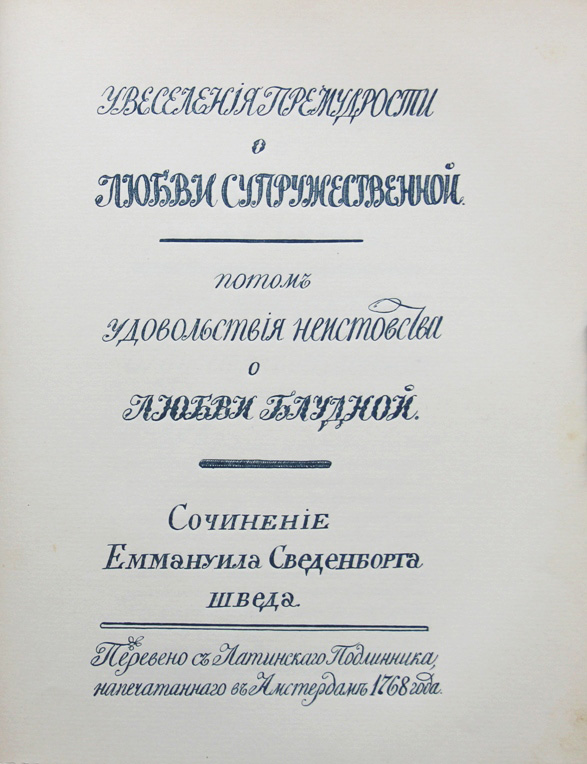 УВЕСЕЛЕНІЯ ПРЕМУДРОСТИ
О
ЛЮБВИ СУПРУЖЕСТВЕННОЙ.
ПОТОМЪ
УДОВОЛЬСТВІЯ НЕИСТОВСТВА
О
ЛЮБВИ БЛУДНОЙ.
СОЧИНЕНІЕ
ЕММАНУИЛА СВЕДЕНБОРГА
ШВЕДА.
Перевено съ Латинскаго Подлинника,
напечатаннаго въ Амстердамѣ 1768 года.